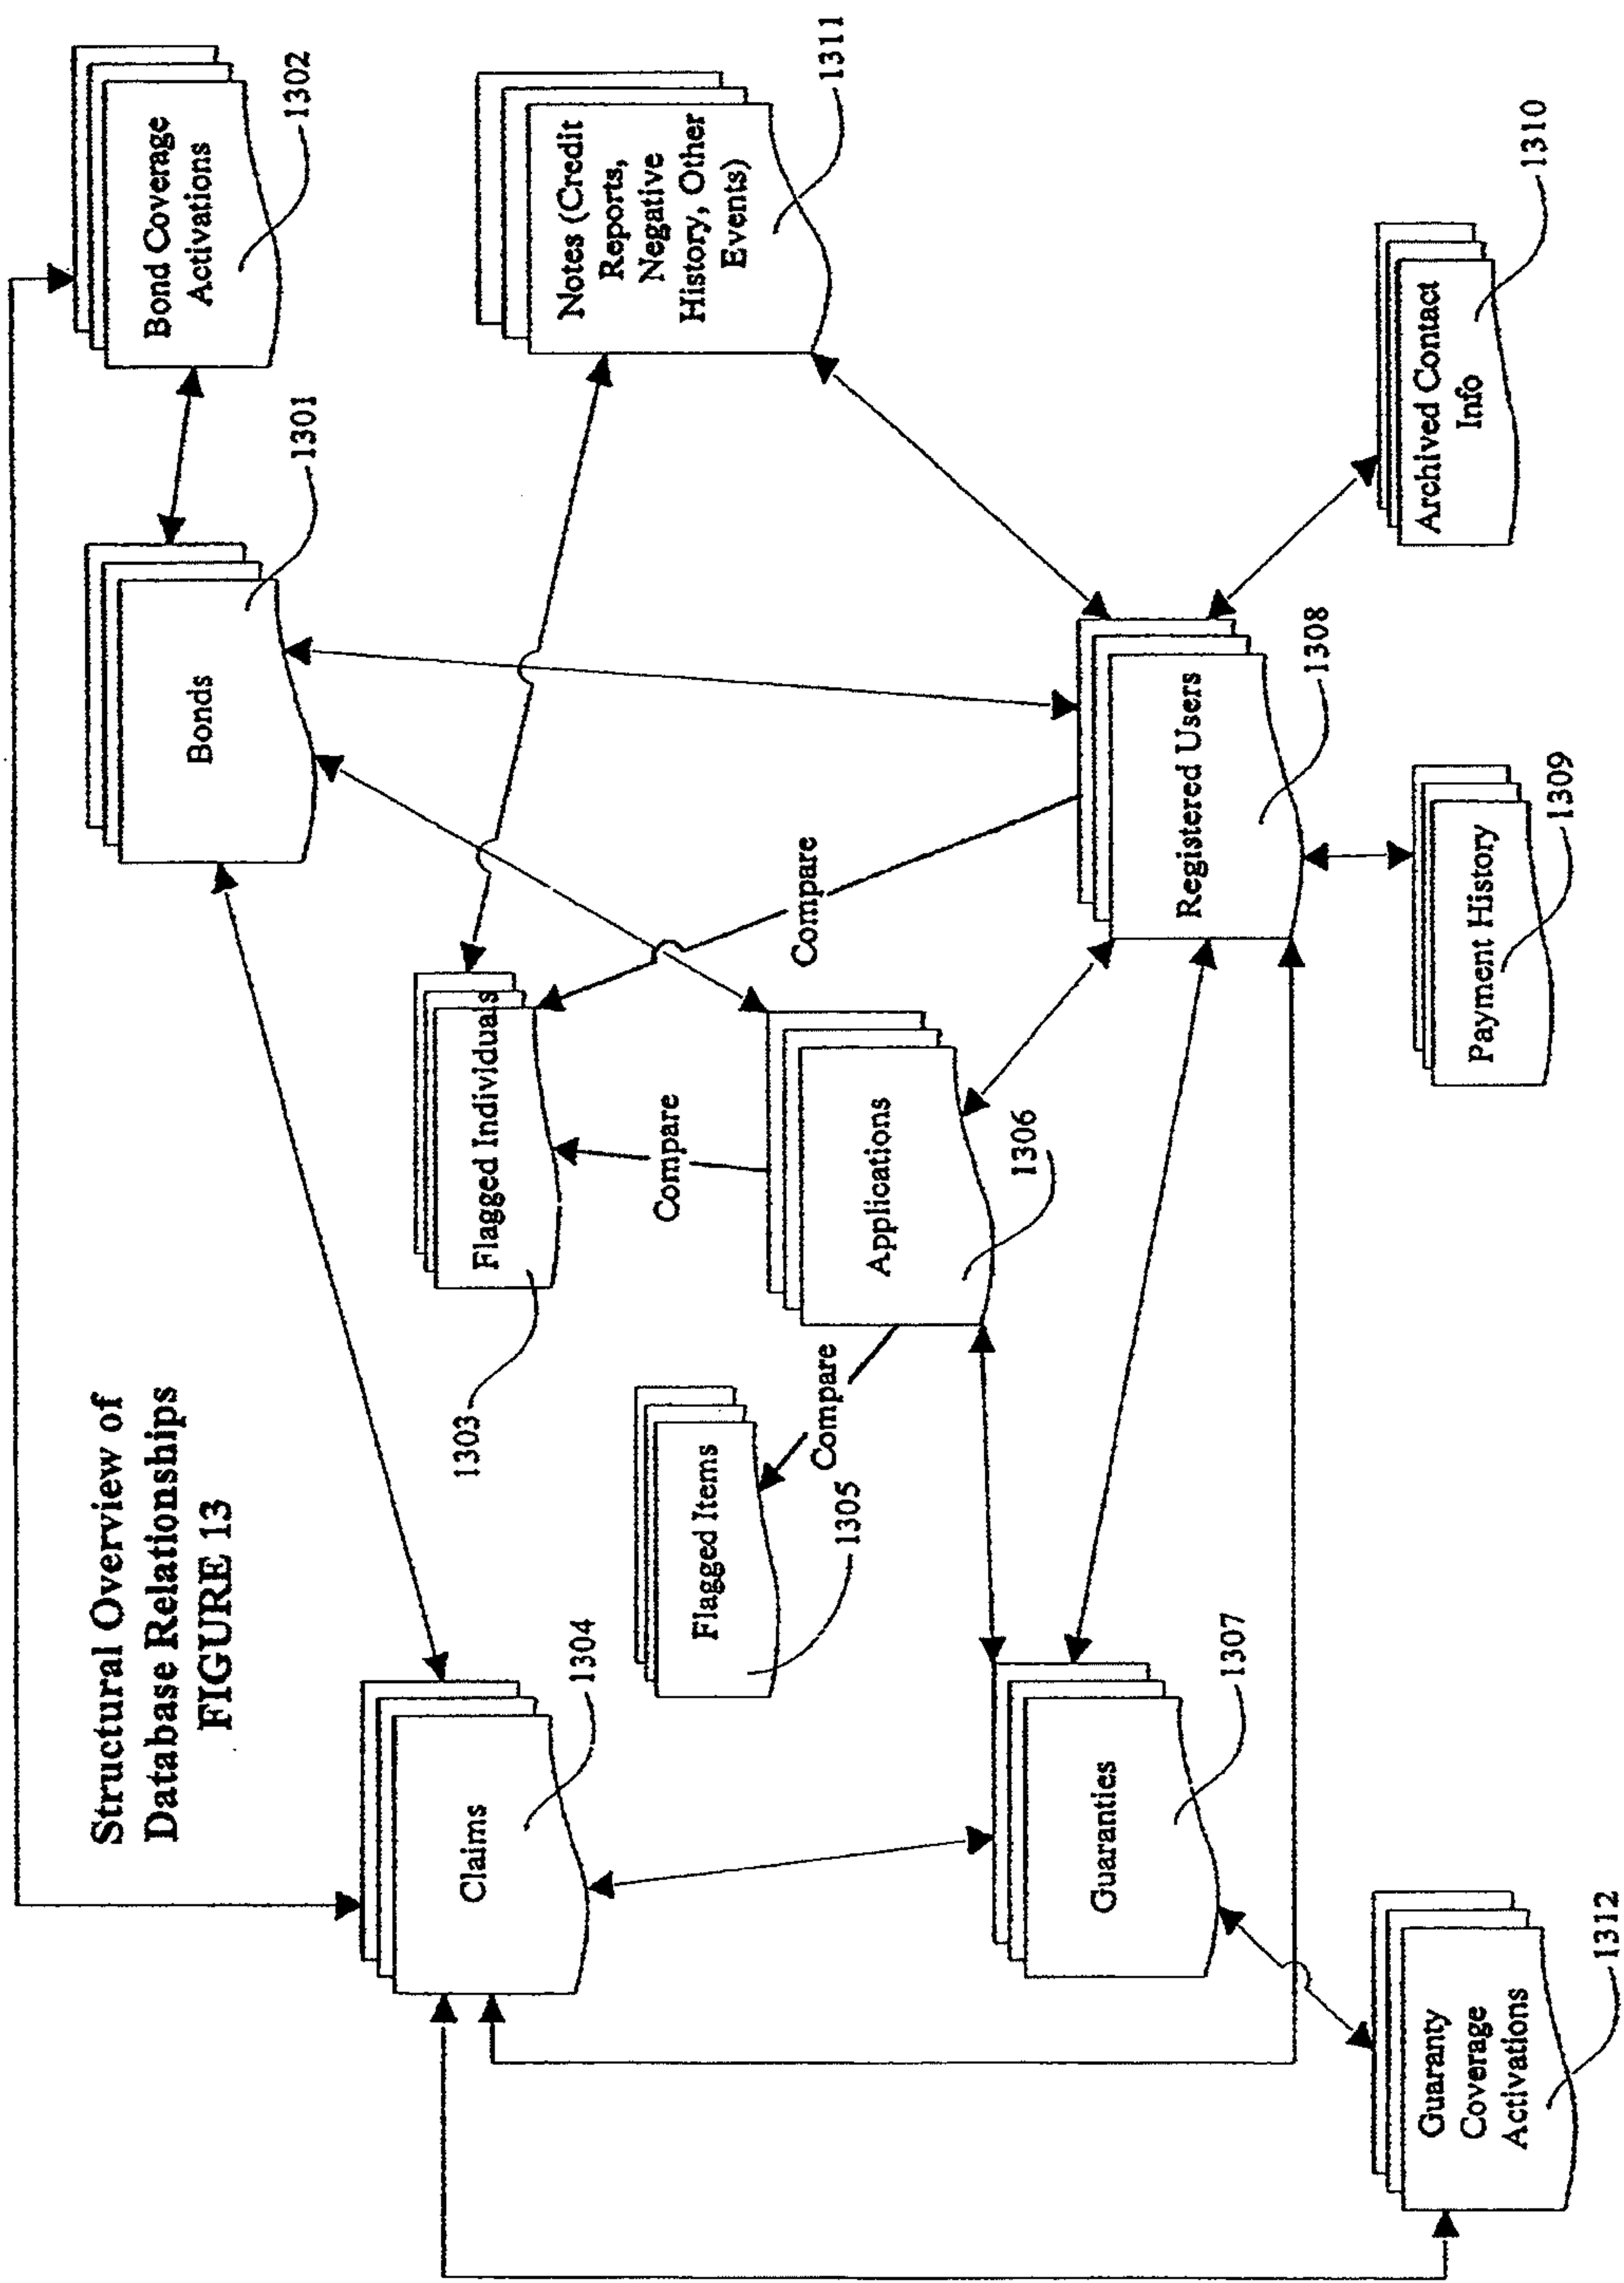 Structural Overview of
Database Relationships
FIGURE 13
Claims
1304
Bonds
1301
Bond Coverage
Activations
1302
Flagged Individuals
1303
Notes (Credit
Reports,
Negative
History, Other
Events)
1311
Flagged Items
1305
Compare
Compare
Compare
Applications
1306
Guaranties
1307
Registered Users
1308
Guaranty
Coverage
Activations
1312
Payment History
1309
Archived Contact
Info
1310